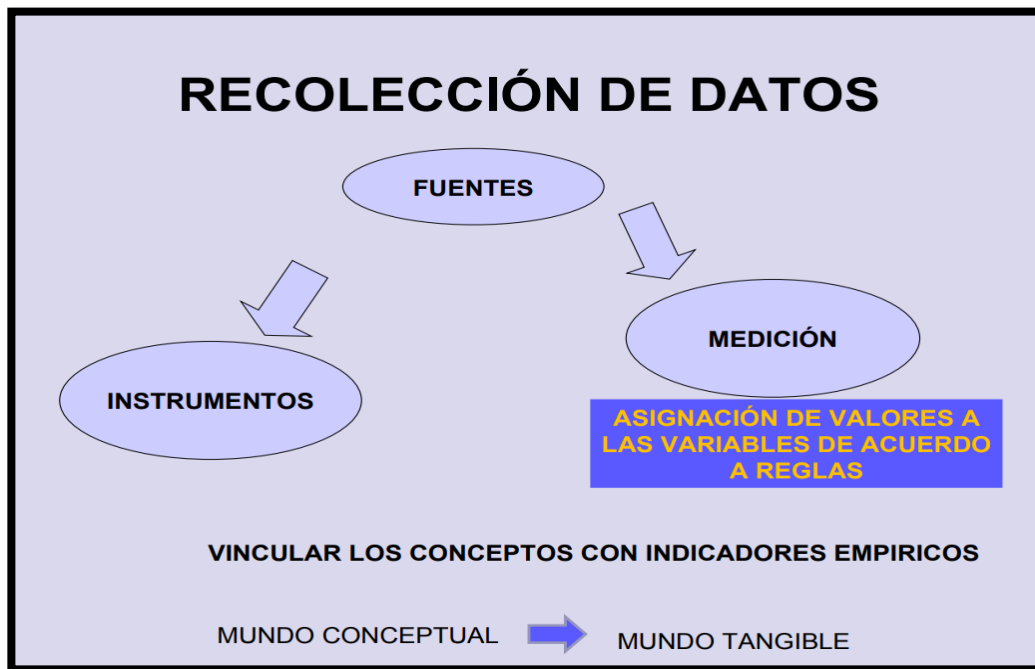 RECOLECCIÓN DE DATOS
FUENTES
MEDICIÓN
INSTRUMENTOS
ASIGNACIÓN DE VALORES A
LAS VARIABLES DE ACUERDO
A REGLAS
VINCULAR LOS CONCEPTOS CON INDICADORES EMPIRICOS
MUNDO CONCEPTUAL
MUNDO TANGIBLE